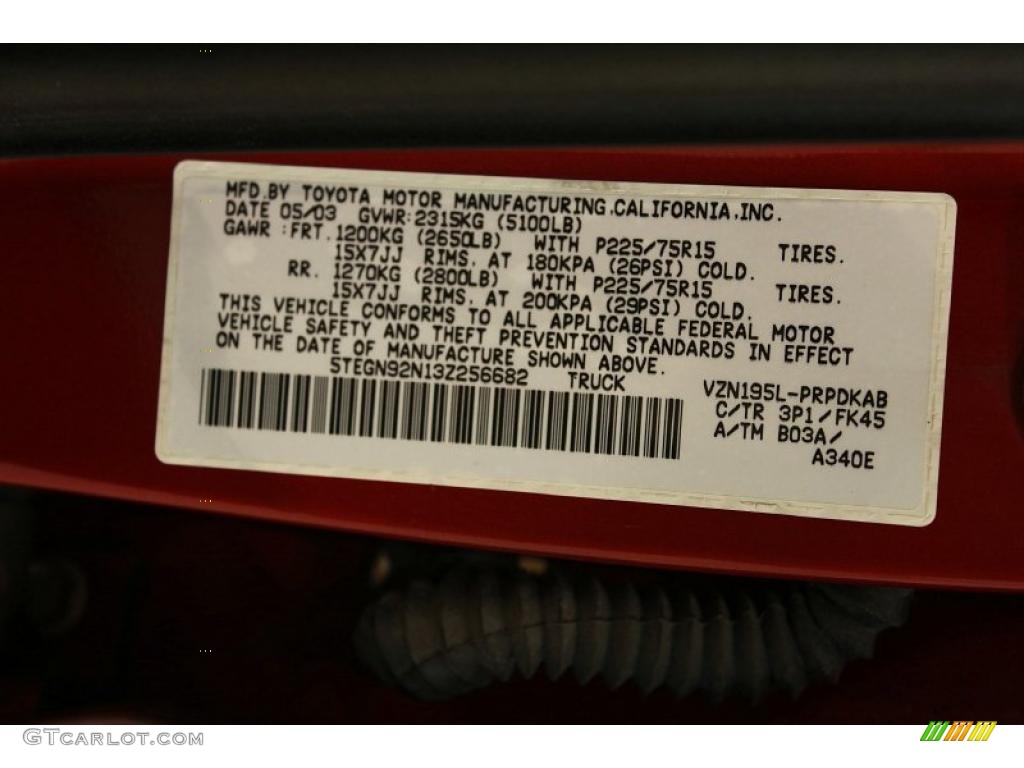 MFD.BY TOYOTA MOTOR MANUFACTURING,CALIFORNIA,INC.
DATE 05/03 GVWR:2315KG (5100LB)
GAWR :FRT. 1200KG (2650LB) WITH P225/75R15 TIRES.
15X7JJ RIMS, AT 180KPA (26PSI) COLD.
RR. 1270KG (2800LB) WITH P225/75R15 TIRES.
15X7JJ RIMS, AT 200KPA (29PSI) COLD.
THIS VEHICLE CONFORMS TO ALL APPLICABLE FEDERAL MOTOR
VEHICLE SAFETY AND THEFT PREVENTION STANDARDS IN EFFECT
ON THE DATE OF MANUFACTURE SHOWN ABOVE.
5TEGN92N13Z256682 TRUCK
VZN195L-PRPDKAB
C/TR 3P1/FK45
A/TM B03A/
A340E
GTCARLOT.COM